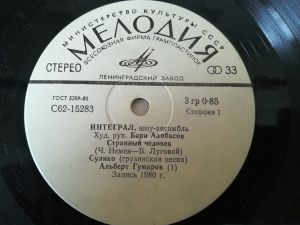 МИНИСТЕРСТВО КУЛЬТУРЫ СССР
МЕЛОДИЯ
ВСЕСОЮЗНАЯ ФИРМА ГРАМПЛАСТИНОК
СТЕРЕО
33
ЛЕНИНГРАДСКИЙ ЗАВОД
ГОСТ 5289-80
С62-15283
3 гр 0-85
Сторона 1
ИНТЕГРАЛ, шоу-ансамбль
Худ. рук. Бари Алибасов
Странный человек
(Ч. Немен—В. Луговой)
Сулико (грузинская песня)
Альберт Гумаров (1)
Запись 1980 г.